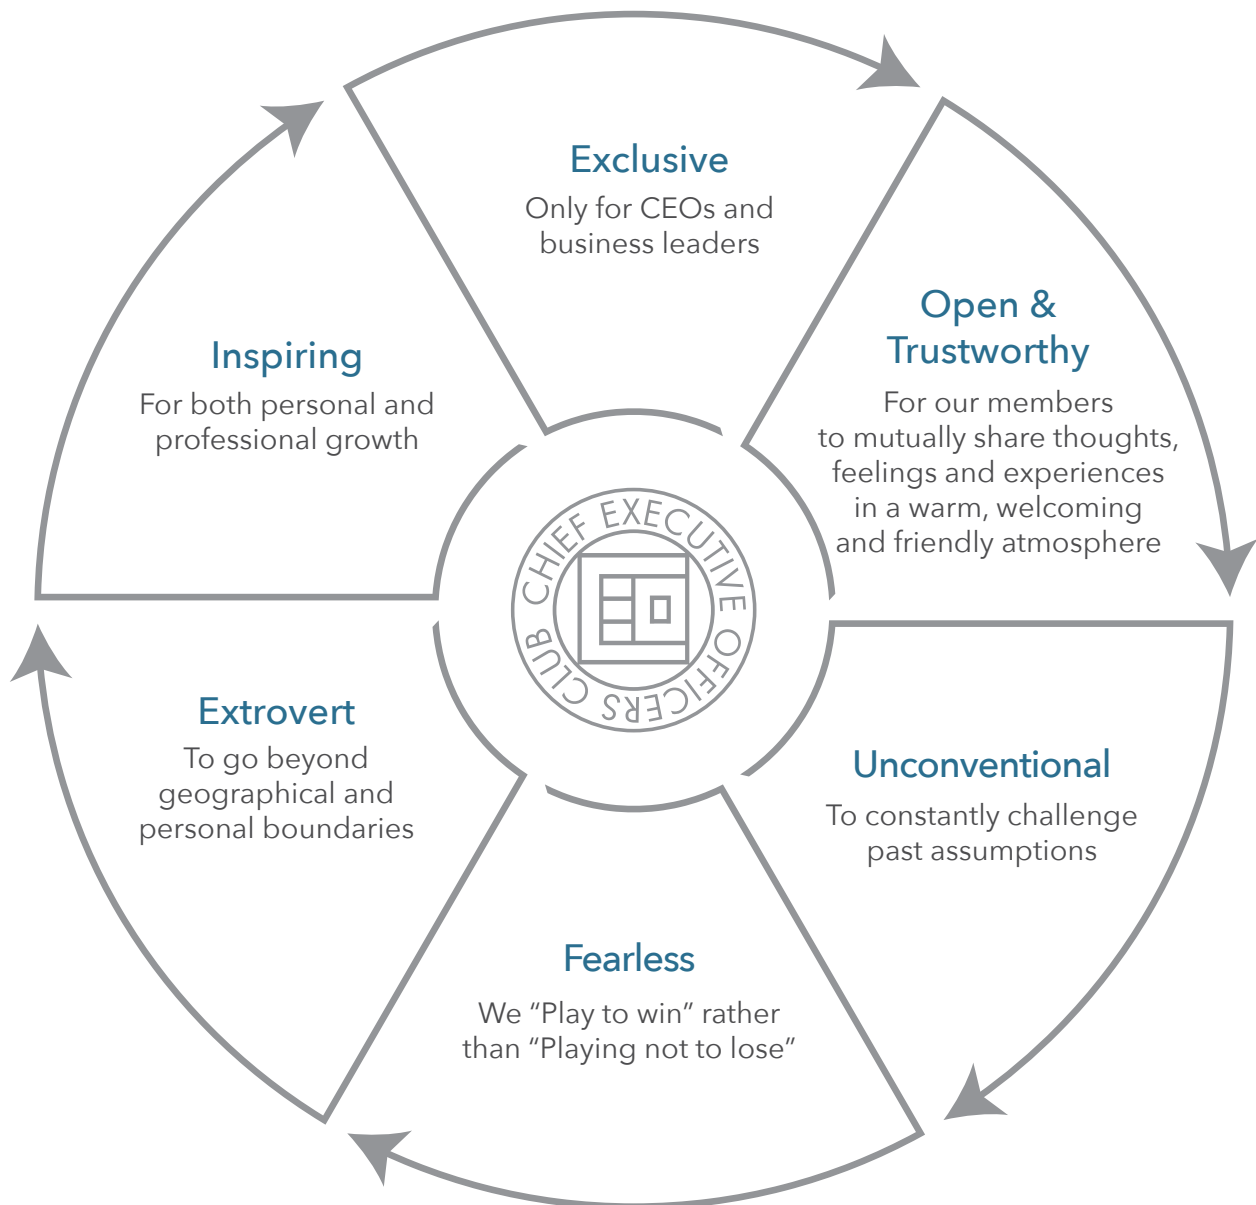 Exclusive
Only for CEOs and
business leaders
Open &
Trustworthy
For our members
to mutually share thoughts,
feelings and experiences
in a warm, welcoming
and friendly atmosphere
Unconventional
To constantly challenge
past assumptions
Fearless
We “Play to win” rather
than “Playing not to lose”
Extrovert
To go beyond
geographical and
personal boundaries
Inspiring
For both personal and
professional growth
CHIEF EXECUTIVE OFFICERS CLUB
CEO